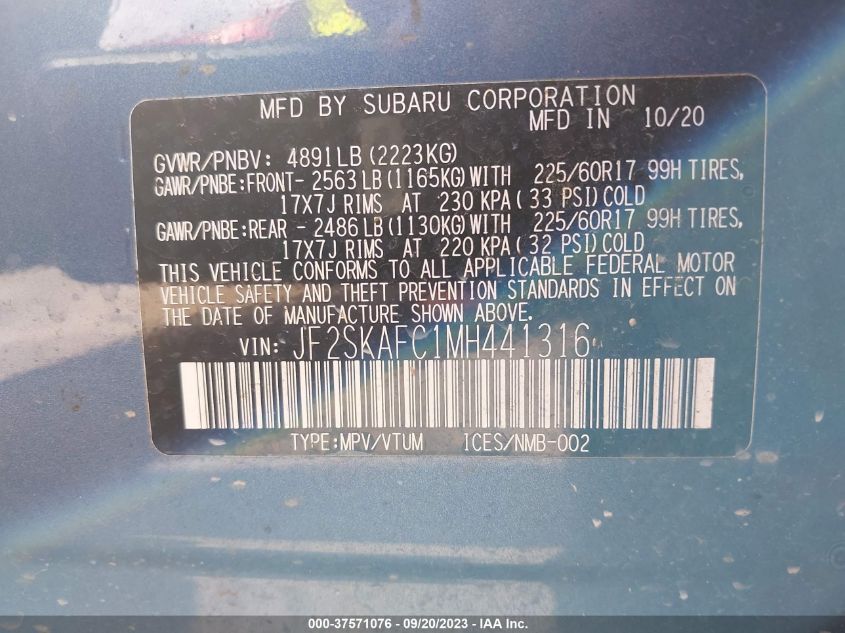 MFD BY SUBARU CORPORATION
MFD IN 10/20
GVWR/PNBV: 4891LB(2223KG)
GAWR/PNBE:FRONT- 2563LB(1165KG)WITH 225/60R17 99H TIRES,
17X7J RIMS AT 230 KPA( 33 PSI)COLD
GAWR/PNBE:REAR - 2486LB(1130KG)WITH 225/60R17 99H TIRES,
17X7J RIMS AT 220 KPA( 32 PSI)COLD
THIS VEHICLE CONFORMS TO ALL APPLICABLE FEDERAL MOTOR
VEHICLE SAFETY AND THEFT PREVENTION STANDARDS IN EFFECT ON
THE DATE OF MANUFACTURE SHOWN ABOVE.
VIN: JF2SKAFC1MH441316
TYPE:MPV/VTUM ICES/NMB-002
000-37571076 - 09/20/2023 - IAA Inc.